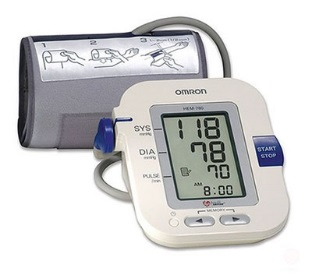 1
2
3
OMRON
HEM-780
SYS
mmHg
118
DIA
mmHg
78
PULSE
/min
70
AM
8:00
START
STOP
MEMORY